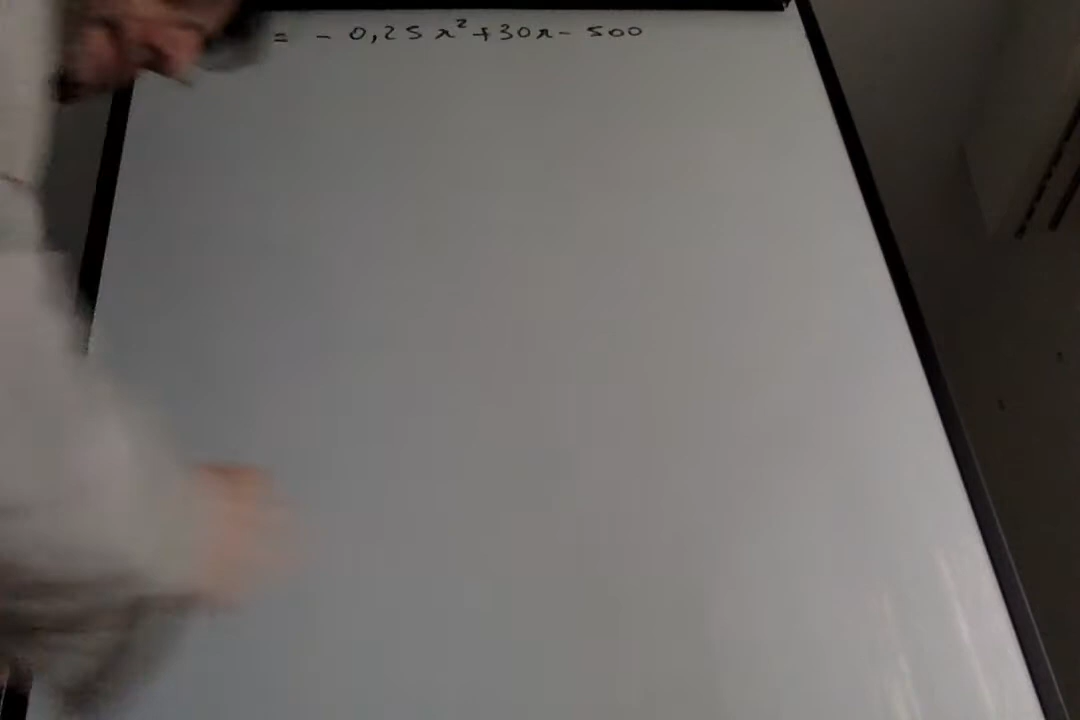 = - 0,25 x² + 30x - 500